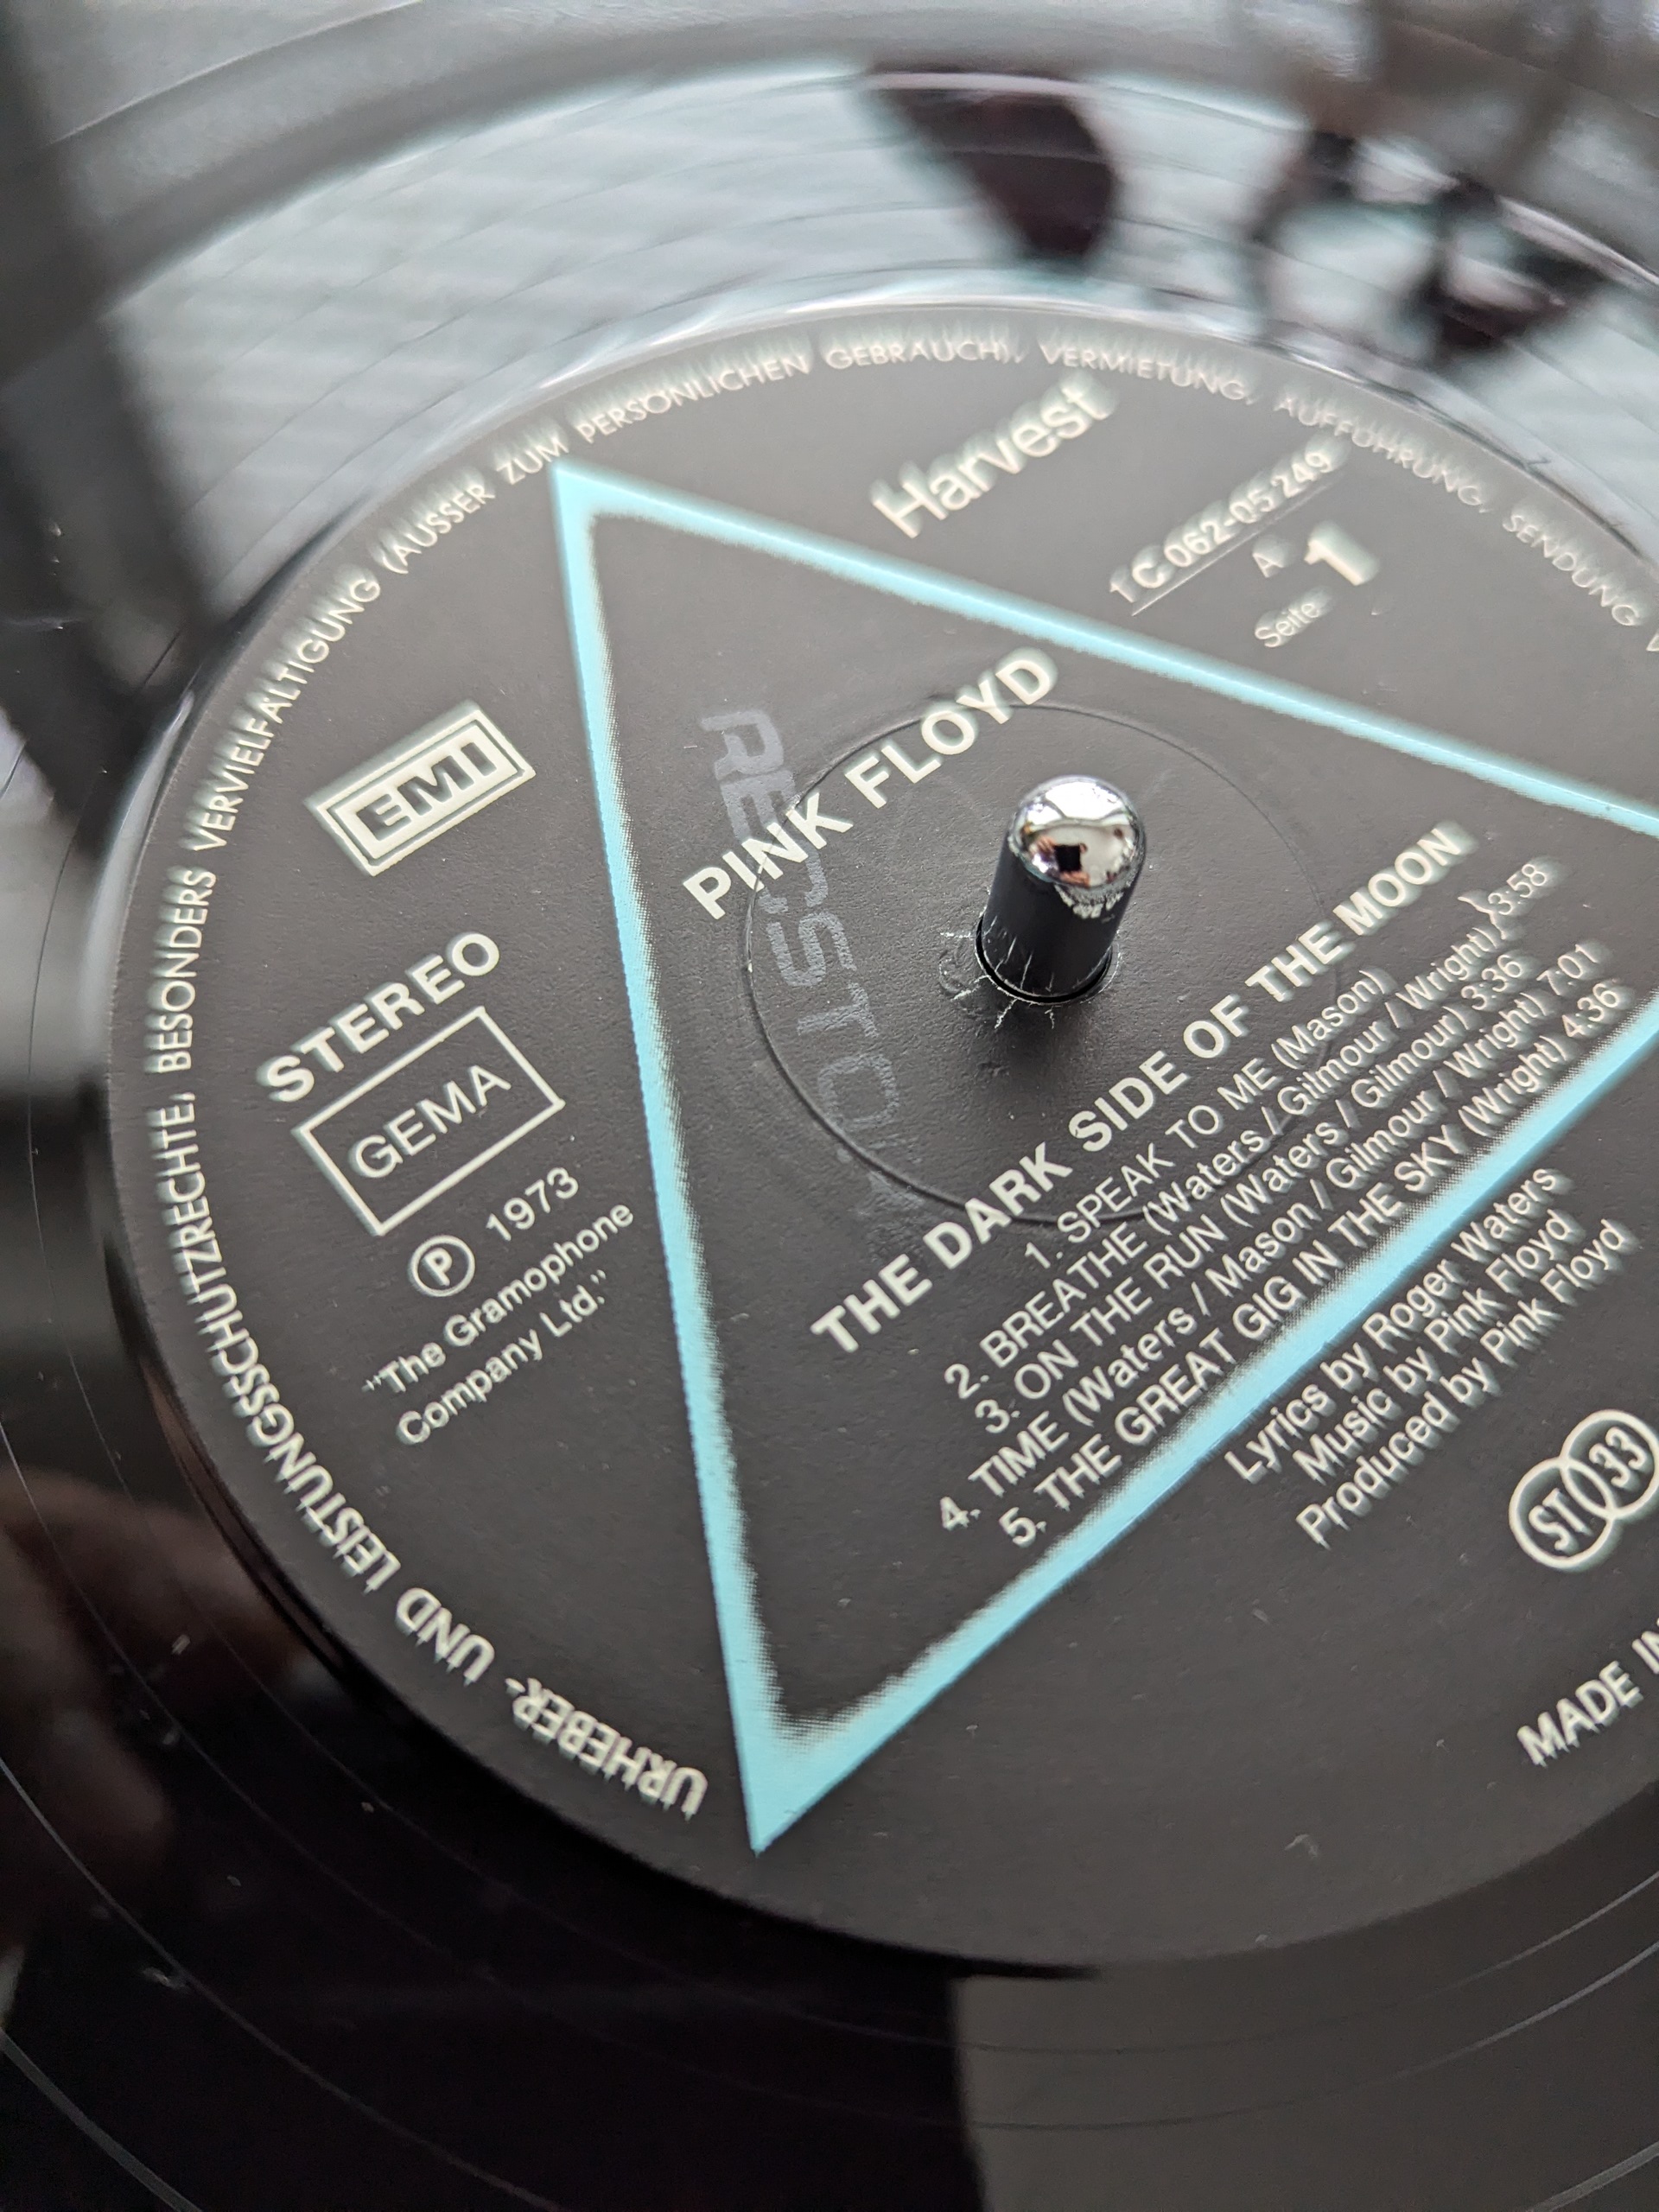 URHEBER- UND LEISTUNGSSCHUTZRECHTE, BESONDERS VERVIELFÄLTIGUNG (AUSSER ZUM PERSÖNLICHEN GEBRAUCH), VERMIETUNG, AUFFÜHRUNG, SENDUNG
Harvest
1 C 062-05 249
A
Seite 1
EMI
STEREO
GEMA
Ⓟ 1973
"The Gramophone
Company Ltd."
PINK FLOYD
THE DARK SIDE OF THE MOON
1. SPEAK TO ME (Mason)
2. BREATHE (Waters / Gilmour / Wright) } 3:58
3. ON THE RUN (Waters / Gilmour) 3:36
4. TIME (Waters / Mason / Gilmour / Wright) 7:01
5. THE GREAT GIG IN THE SKY (Wright) 4:36
Lyrics by Roger Waters
Music by Pink Floyd
Produced by Pink Floyd
ST 33
MADE IN